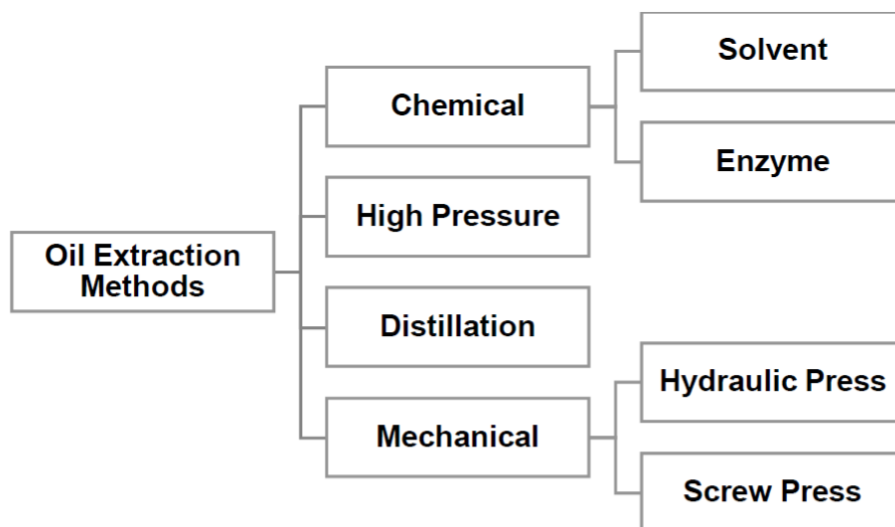 Oil Extraction
Methods
Chemical
High Pressure
Distillation
Mechanical
Solvent
Enzyme
Hydraulic Press
Screw Press